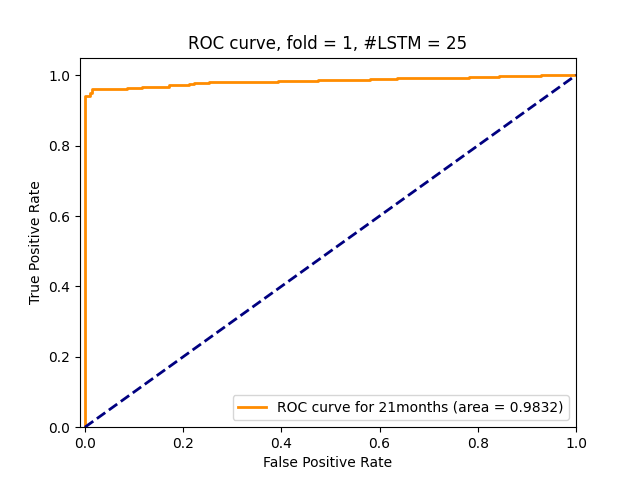 ROC curve, fold = 1, #LSTM = 25
True Positive Rate
1.0
0.8
0.6
0.4
0.2
0.0
ROC curve for 21months (area = 0.9832)
0.0 0.2 0.4 0.6 0.8 1.0
False Positive Rate